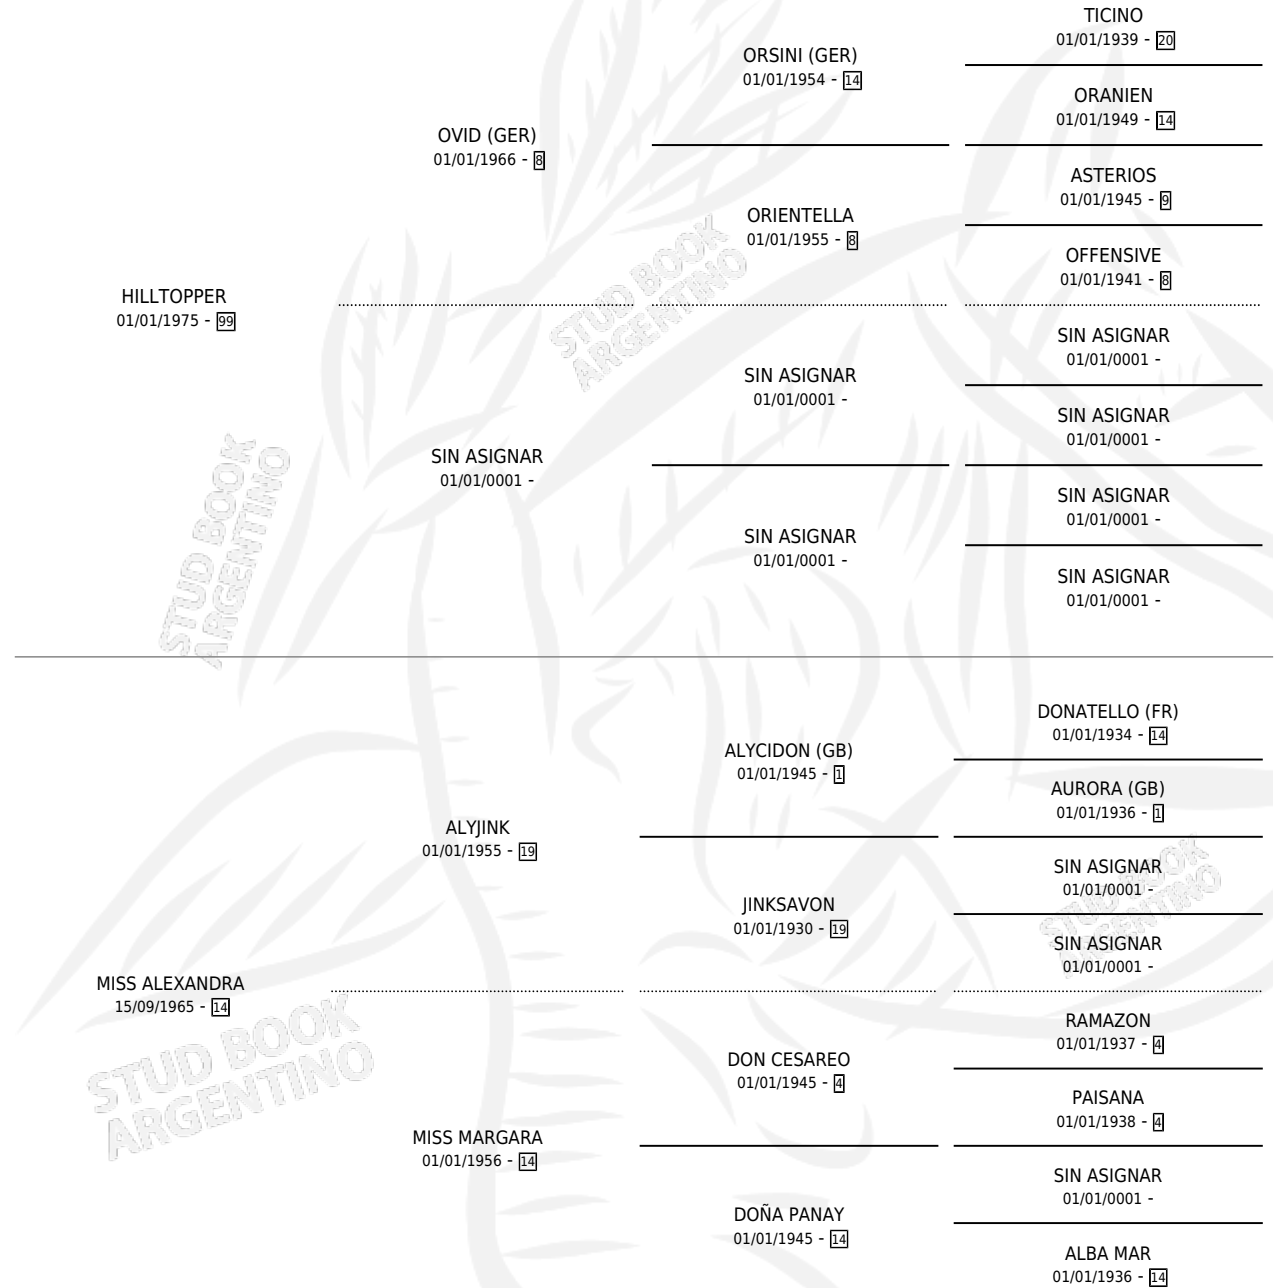 TICINO
01/01/1939 - 20
ORSINI (GER)
01/01/1954 - 14
ORANIEN
01/01/1949 - 14
OVID (GER)
01/01/1966 - 8
ASTERIOS
01/01/1945 - 9
ORIENTELLA
01/01/1955 - 8
OFFENSIVE
01/01/1941 - 8
HILLTOPPER
01/01/1975 - 99
SIN ASIGNAR
01/01/0001 -
SIN ASIGNAR
01/01/0001 -
SIN ASIGNAR
01/01/0001 -
SIN ASIGNAR
01/01/0001 -
SIN ASIGNAR
01/01/0001 -
SIN ASIGNAR
01/01/0001 -
SIN ASIGNAR
01/01/0001 -
STUD BOOK
ARGENTINO
STUD BOOK
ARGENTINO
DONATELLO (FR)
01/01/1934 - 14
ALYCIDON (GB)
01/01/1945 - 1
AURORA (GB)
01/01/1936 - 1
ALYJINK
01/01/1955 - 19
SIN ASIGNAR
01/01/0001 -
JINKSAVON
01/01/1930 - 19
SIN ASIGNAR
01/01/0001 -
STUD BOOK
ARGENTINO
MISS ALEXANDRA
15/09/1965 - 14
RAMAZON
01/01/1937 - 4
DON CESAREO
01/01/1945 - 4
PAISANA
01/01/1938 - 4
STUD BOOK
ARGENTINO
MISS MARGARA
01/01/1956 - 14
SIN ASIGNAR
01/01/0001 -
DOÑA PANAY
01/01/1945 - 14
ALBA MAR
01/01/1936 - 14